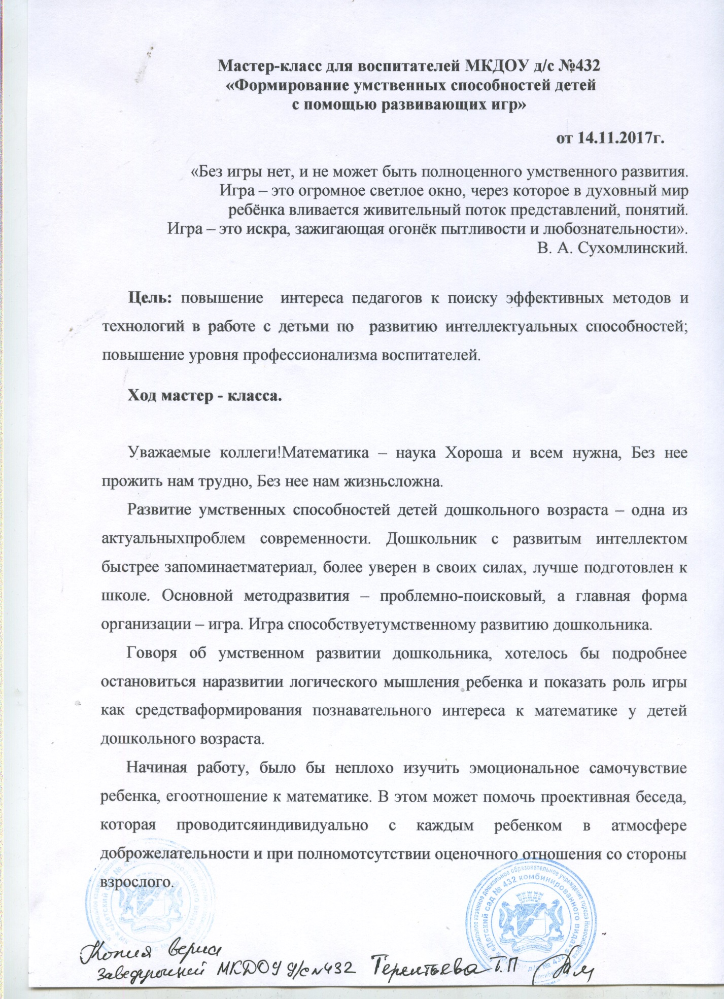 Мастер-класс для воспитателей МКДОУ д/с №432
«Формирование умственных способностей детей
с помощью развивающих игр»
от 14.11.2017г.
«Без игры нет, и не может быть полноценного умственного развития.
Игра – это огромное светлое окно, через которое в духовный мир
ребёнка вливается живительный поток представлений, понятий.
Игра – это искра, зажигающая огонёк пытливости и любознательности».
В. А. Сухомлинский.
Цель: повышение интереса педагогов к поиску эффективных методов и
технологий в работе с детьми по развитию интеллектуальных способностей;
повышение уровня профессионализма воспитателей.
Ход мастер - класса.
Уважаемые коллеги!Математика – наука Хороша и всем нужна, Без нее
прожить нам трудно, Без нее нам жизньсложна.
Развитие умственных способностей детей дошкольного возраста – одна из
актуальныхпроблем современности. Дошкольник с развитым интеллектом
быстрее запоминаетматериал, более уверен в своих силах, лучше подготовлен к
школе. Основной методразвития – проблемно-поисковый, а главная форма
организации – игра. Игра способствуетумственному развитию дошкольника.
Говоря об умственном развитии дошкольника, хотелось бы подробнее
остановиться наразвитии логического мышления ребенка и показать роль игры
как средстваформирования познавательного интереса к математике у детей
дошкольного возраста.
Начиная работу, было бы неплохо изучить эмоциональное самочувствие
ребенка, егоотношение к математике. В этом может помочь проективная беседа,
которая проводитсяиндивидуально с каждым ребенком в атмосфере
доброжелательности и при полномотсутствии оценочного отношения со стороны
взрослого.
муниципальное казенное дошкольное образовательное учреждение города Новосибирска
«Детский сад № 432 комбинированного вида»
д/с № 432
Копия верна
Заведующий МКДОУ д/с №432 Терентьева Т.П